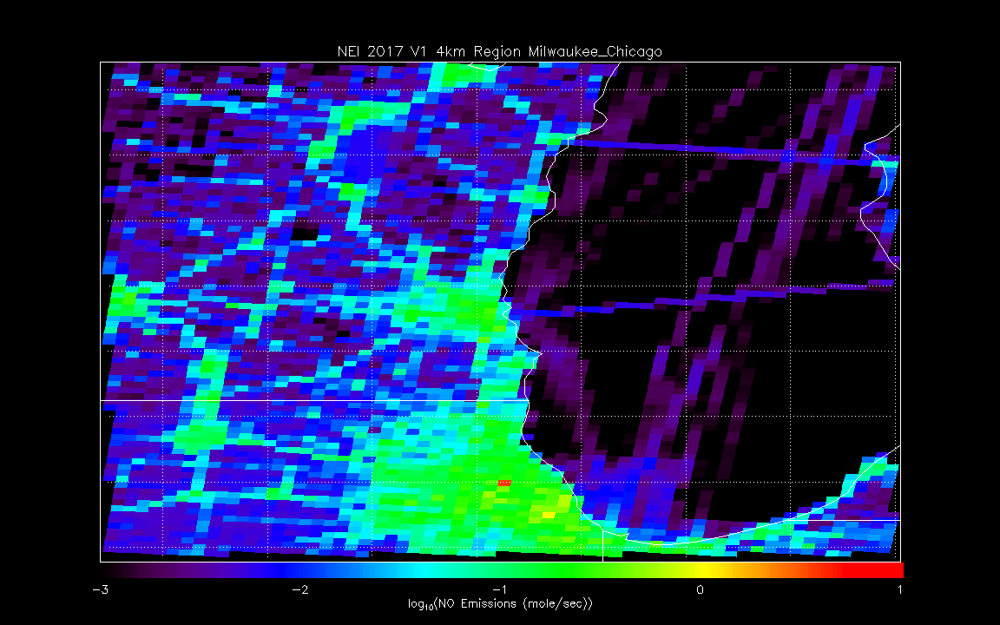 NEI 2017 V1 4km Region Milwaukee_Chicago
-3 -2 -1 0 1
log10(NO Emissions (mole/sec))